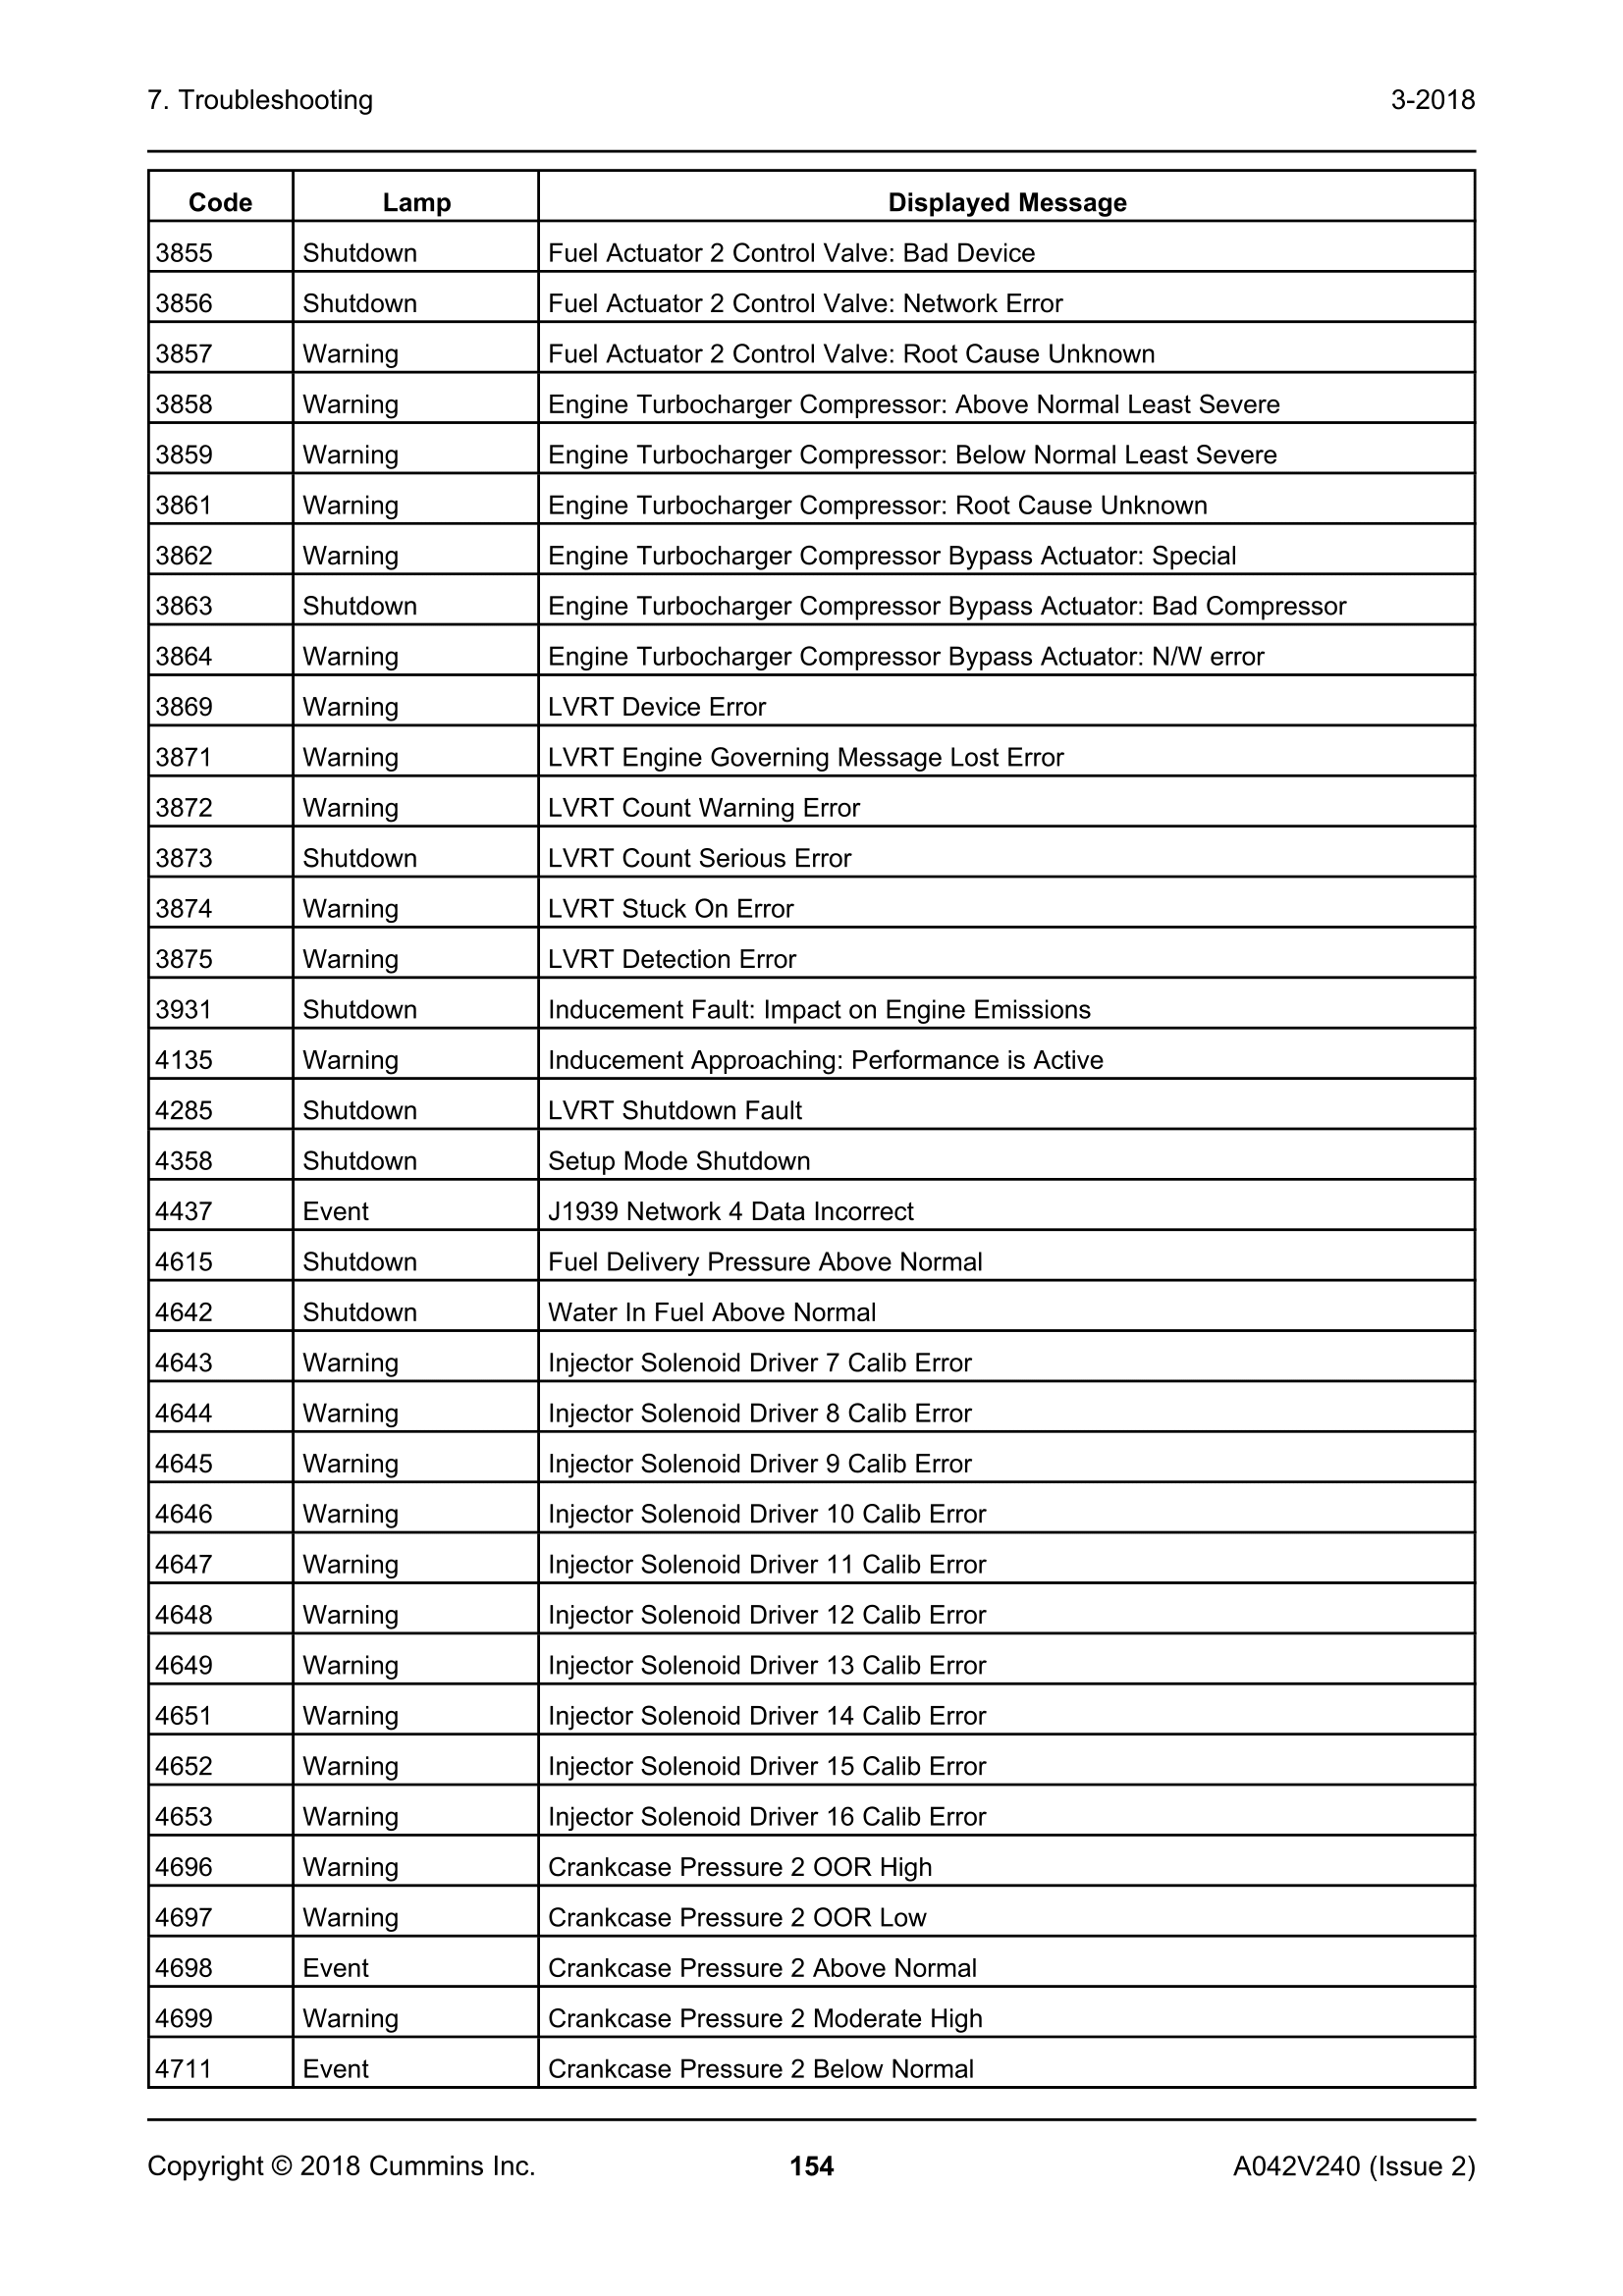 7. Troubleshooting 3-2018
Code Lamp Displayed Message
3855 Shutdown Fuel Actuator 2 Control Valve: Bad Device
3856 Shutdown Fuel Actuator 2 Control Valve: Network Error
3857 Warning Fuel Actuator 2 Control Valve: Root Cause Unknown
3858 Warning Engine Turbocharger Compressor: Above Normal Least Severe
3859 Warning Engine Turbocharger Compressor: Below Normal Least Severe
3861 Warning Engine Turbocharger Compressor: Root Cause Unknown
3862 Warning Engine Turbocharger Compressor Bypass Actuator: Special
3863 Shutdown Engine Turbocharger Compressor Bypass Actuator: Bad Compressor
3864 Warning Engine Turbocharger Compressor Bypass Actuator: N/W error
3869 Warning LVRT Device Error
3871 Warning LVRT Engine Governing Message Lost Error
3872 Warning LVRT Count Warning Error
3873 Shutdown LVRT Count Serious Error
3874 Warning LVRT Stuck On Error
3875 Warning LVRT Detection Error
3931 Shutdown Inducement Fault: Impact on Engine Emissions
4135 Warning Inducement Approaching: Performance is Active
4285 Shutdown LVRT Shutdown Fault
4358 Shutdown Setup Mode Shutdown
4437 Event J1939 Network 4 Data Incorrect
4615 Shutdown Fuel Delivery Pressure Above Normal
4642 Shutdown Water In Fuel Above Normal
4643 Warning Injector Solenoid Driver 7 Calib Error
4644 Warning Injector Solenoid Driver 8 Calib Error
4645 Warning Injector Solenoid Driver 9 Calib Error
4646 Warning Injector Solenoid Driver 10 Calib Error
4647 Warning Injector Solenoid Driver 11 Calib Error
4648 Warning Injector Solenoid Driver 12 Calib Error
4649 Warning Injector Solenoid Driver 13 Calib Error
4651 Warning Injector Solenoid Driver 14 Calib Error
4652 Warning Injector Solenoid Driver 15 Calib Error
4653 Warning Injector Solenoid Driver 16 Calib Error
4696 Warning Crankcase Pressure 2 OOR High
4697 Warning Crankcase Pressure 2 OOR Low
4698 Event Crankcase Pressure 2 Above Normal
4699 Warning Crankcase Pressure 2 Moderate High
4711 Event Crankcase Pressure 2 Below Normal
Copyright © 2018 Cummins Inc. 154 A042V240 (Issue 2)